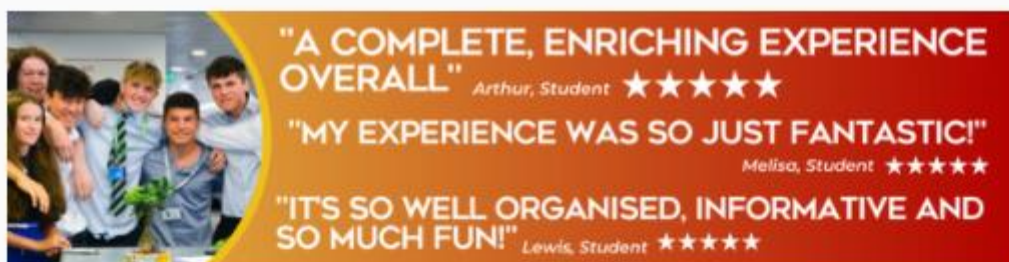 "A COMPLETE, ENRICHING EXPERIENCE
OVERALL" Arthur, Student ★★★★★
"MY EXPERIENCE WAS SO JUST FANTASTIC!"
Melisa, Student ★★★★★
"IT'S SO WELL ORGANISED, INFORMATIVE AND
SO MUCH FUN!" Lewis, Student ★★★★★